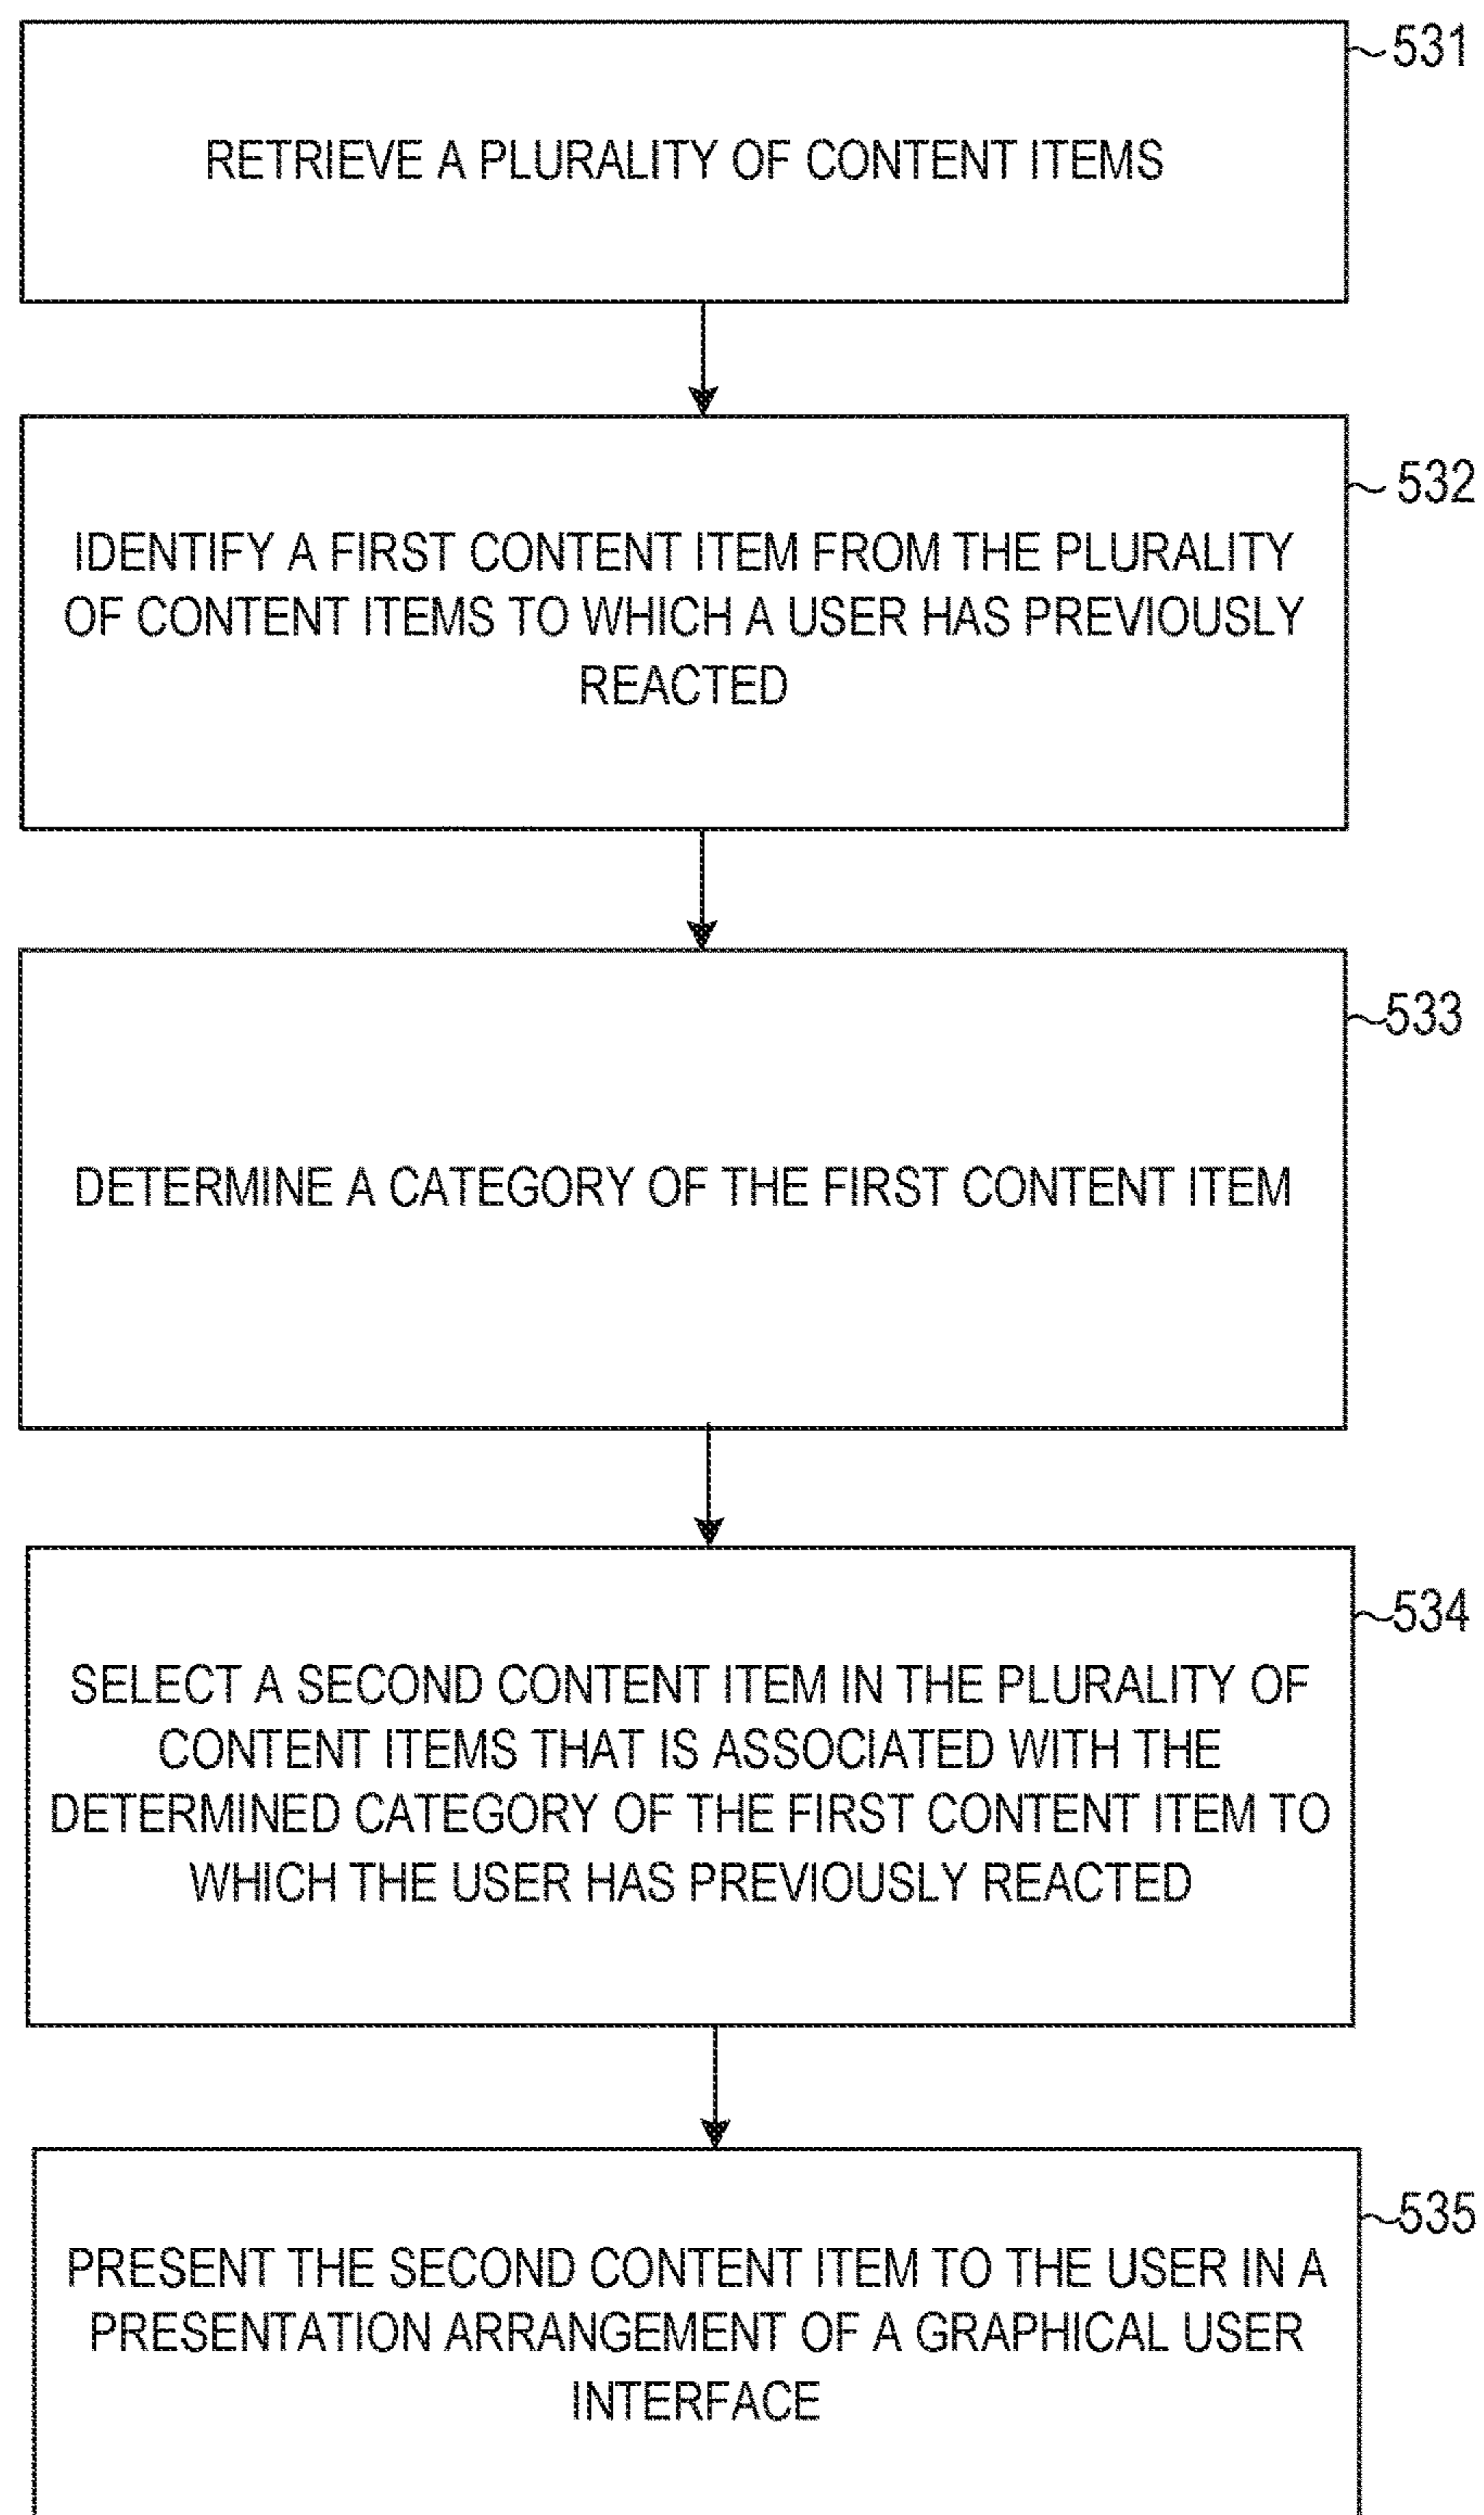 531
RETRIEVE A PLURALITY OF CONTENT ITEMS
532
IDENTIFY A FIRST CONTENT ITEM FROM THE PLURALITY
OF CONTENT ITEMS TO WHICH A USER HAS PREVIOUSLY
REACTED
533
DETERMINE A CATEGORY OF THE FIRST CONTENT ITEM
534
SELECT A SECOND CONTENT ITEM IN THE PLURALITY OF
CONTENT ITEMS THAT IS ASSOCIATED WITH THE
DETERMINED CATEGORY OF THE FIRST CONTENT ITEM TO
WHICH THE USER HAS PREVIOUSLY REACTED
535
PRESENT THE SECOND CONTENT ITEM TO THE USER IN A
PRESENTATION ARRANGEMENT OF A GRAPHICAL USER
INTERFACE